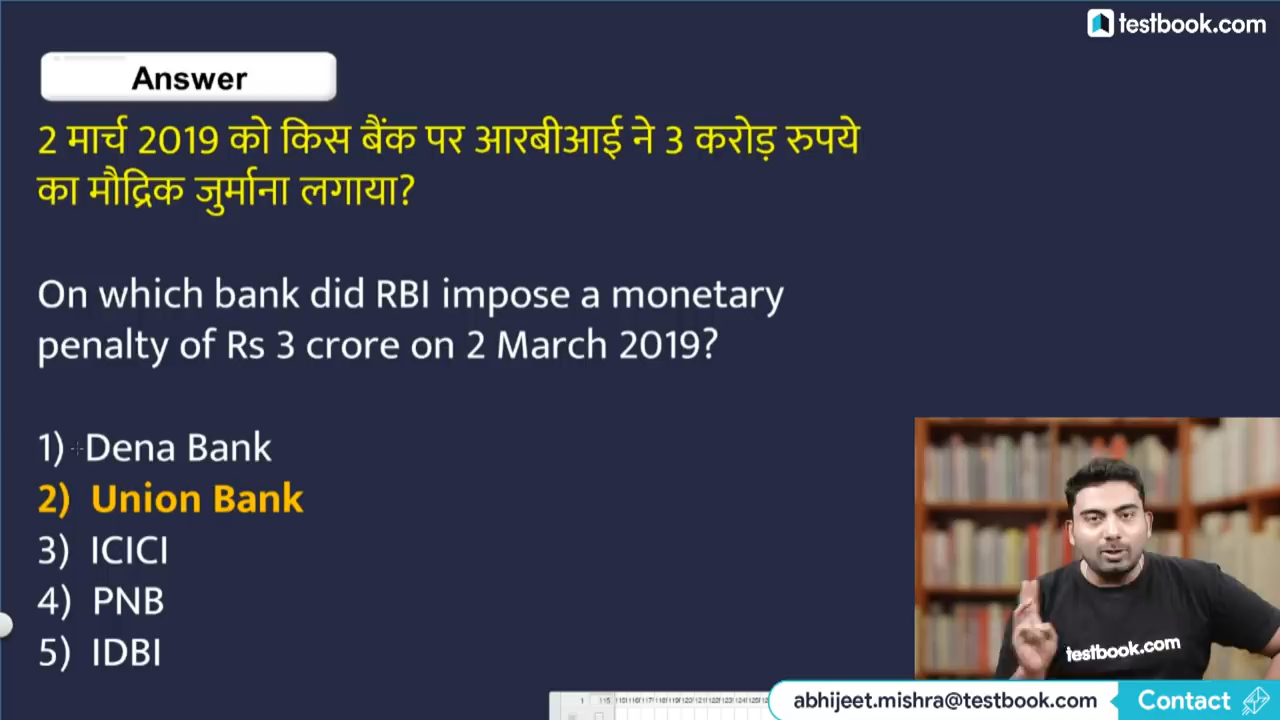 testbook.com
Answer
2 मार्च 2019 को किस बैंक पर आरबीआई ने 3 करोड़ रुपये
का मौद्रिक जुर्माना लगाया?
On which bank did RBI impose a monetary
penalty of Rs 3 crore on 2 March 2019?
1) Dena Bank
2) Union Bank
3) ICICI
4) PNB
5) IDBI
testbook.com
abhijeet.mishra@testbook.com Contact